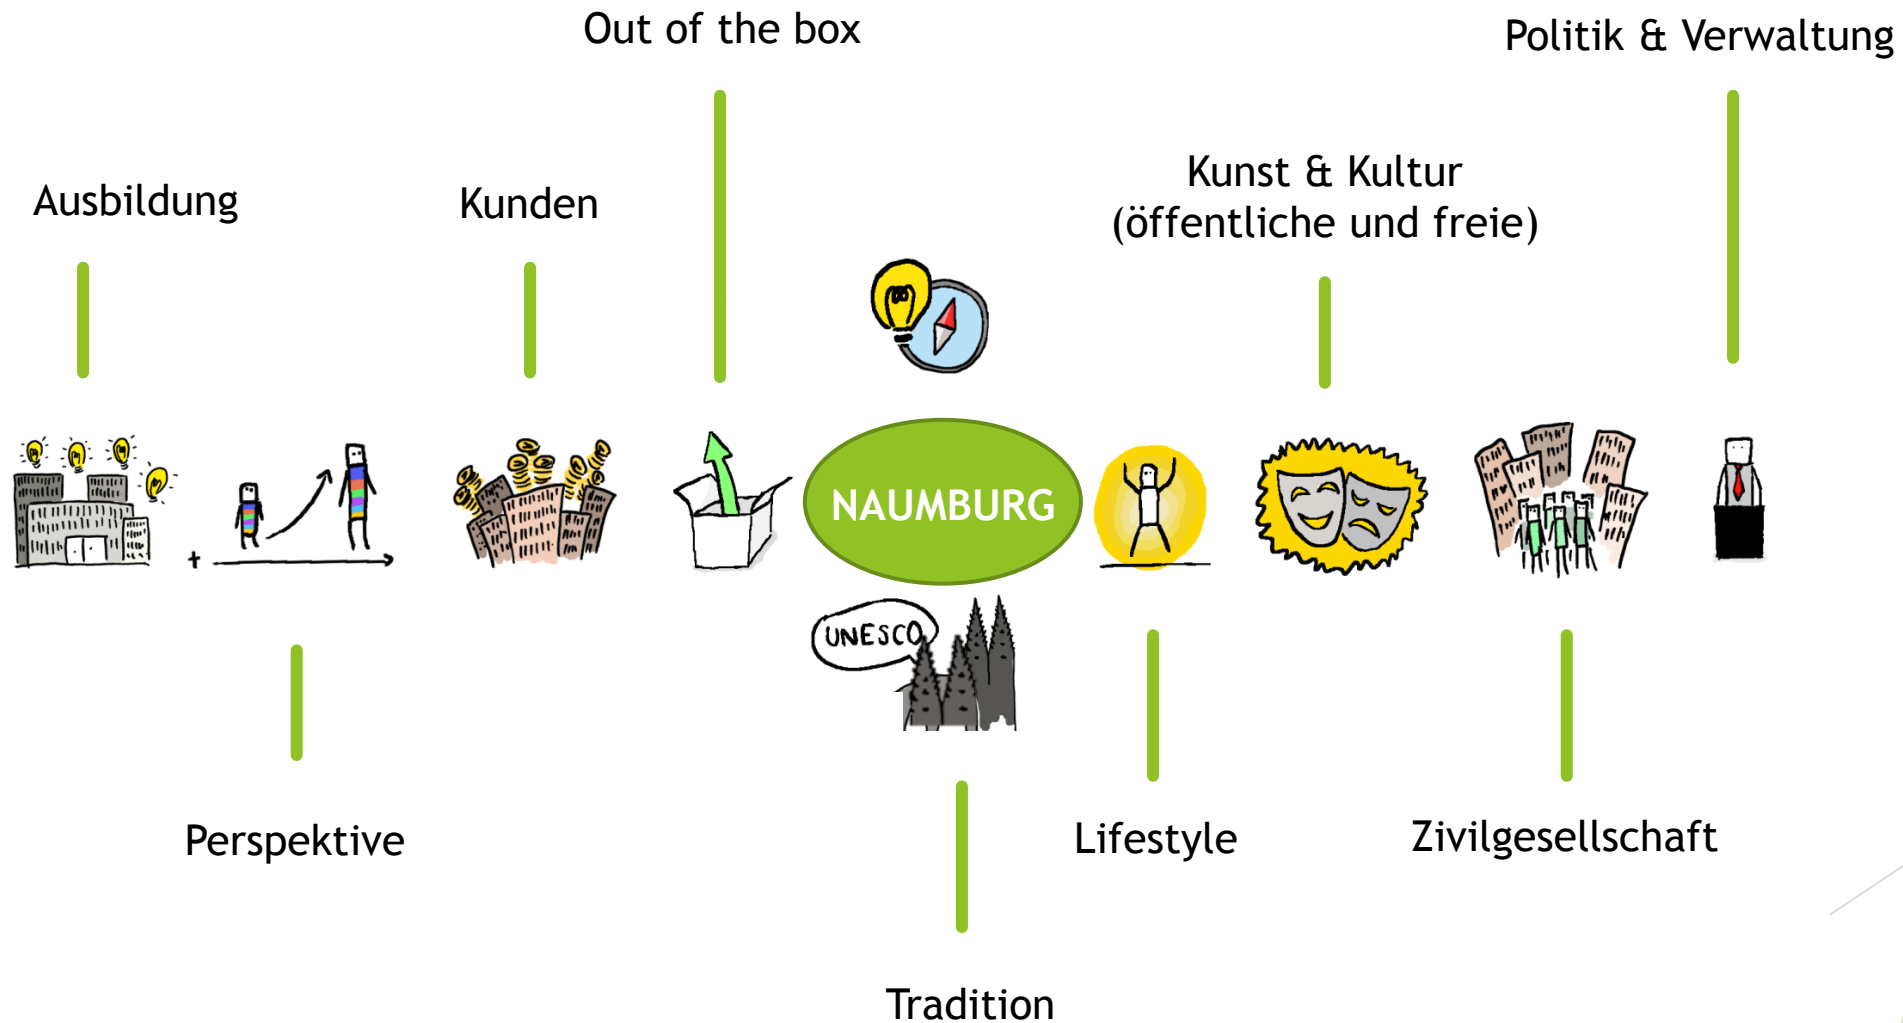 Out of the box
Politik & Verwaltung
Kunst & Kultur
(öffentliche und freie)
Ausbildung
Kunden
NAUMBURG
+
UNESCO
Perspektive
Lifestyle
Zivilgesellschaft
Tradition